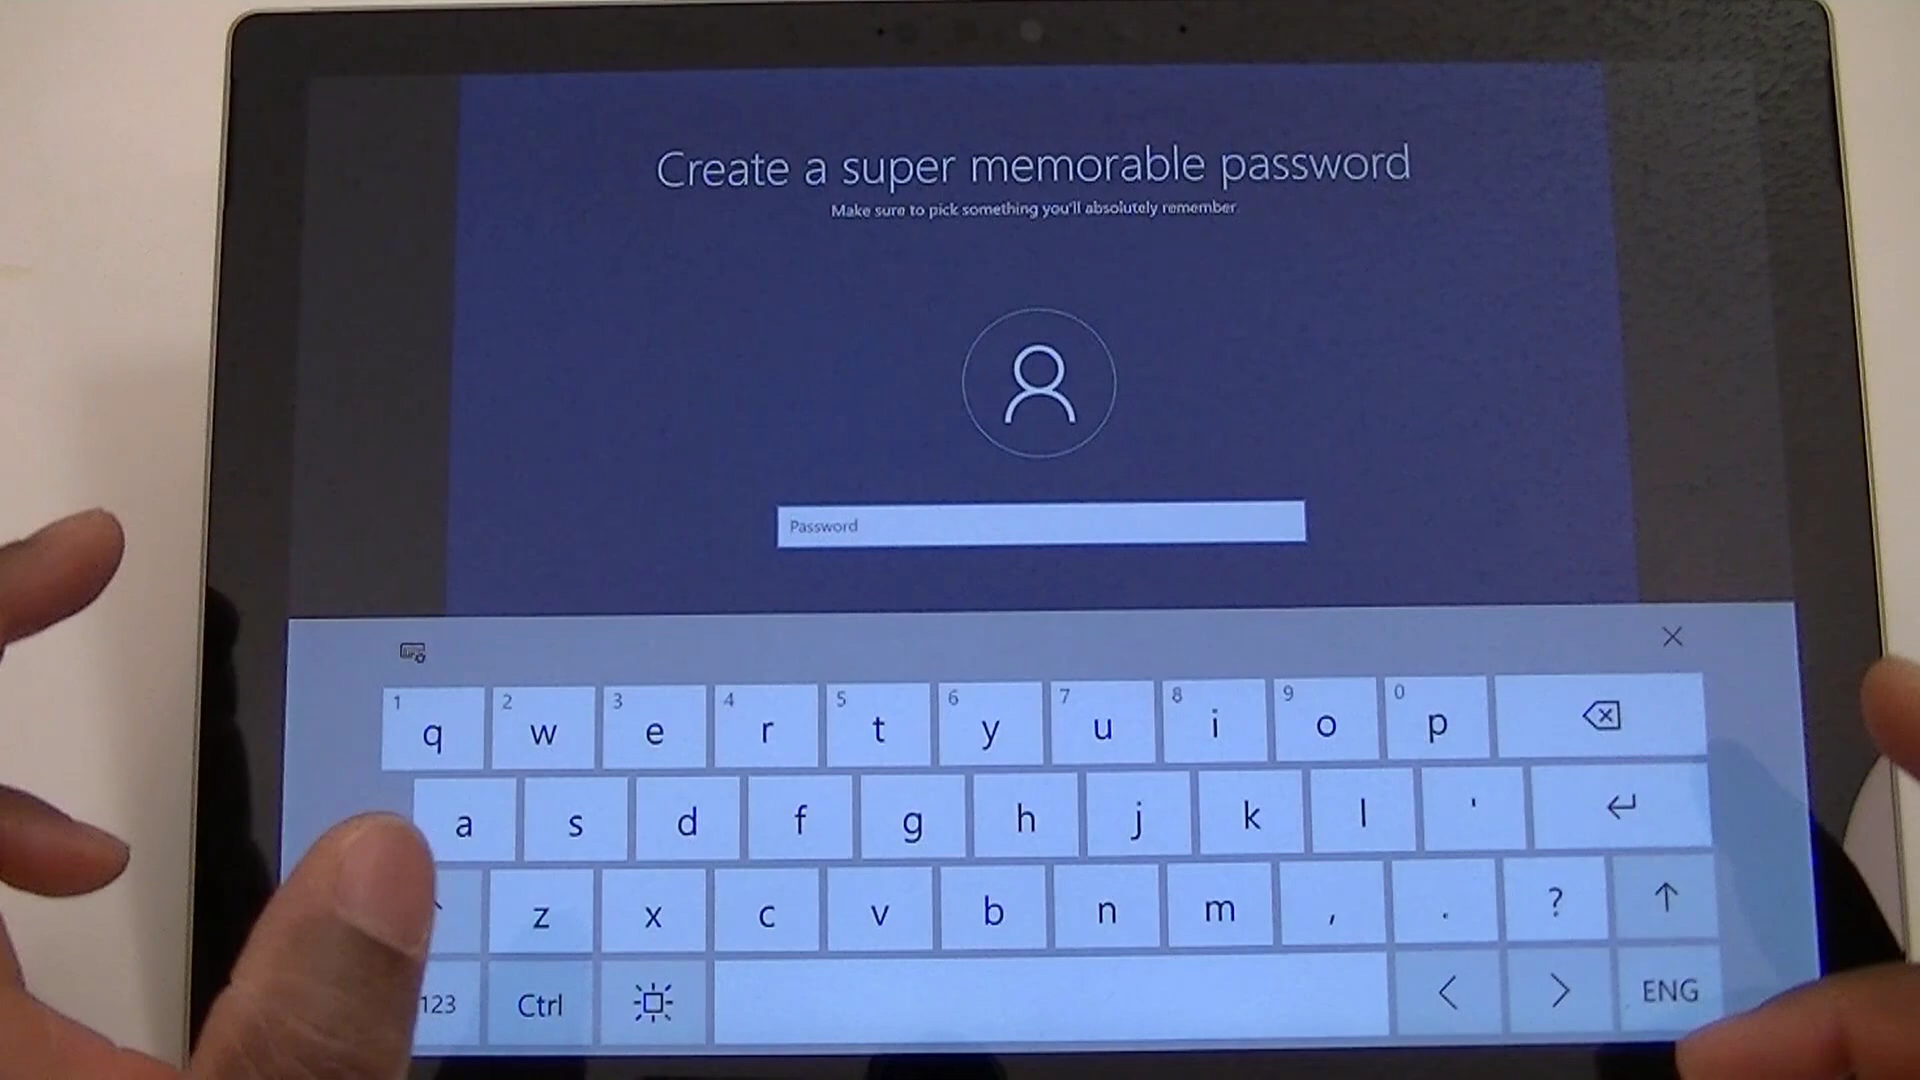 Create a super memorable password
Make sure to pick something you'll absolutely remember
Password
1 2 3 4 5 6 7 8 9 0
q w e r t y u i o p
a s d f g h j k l '
z x c v b n m , . ?
123 Ctrl < > ENG